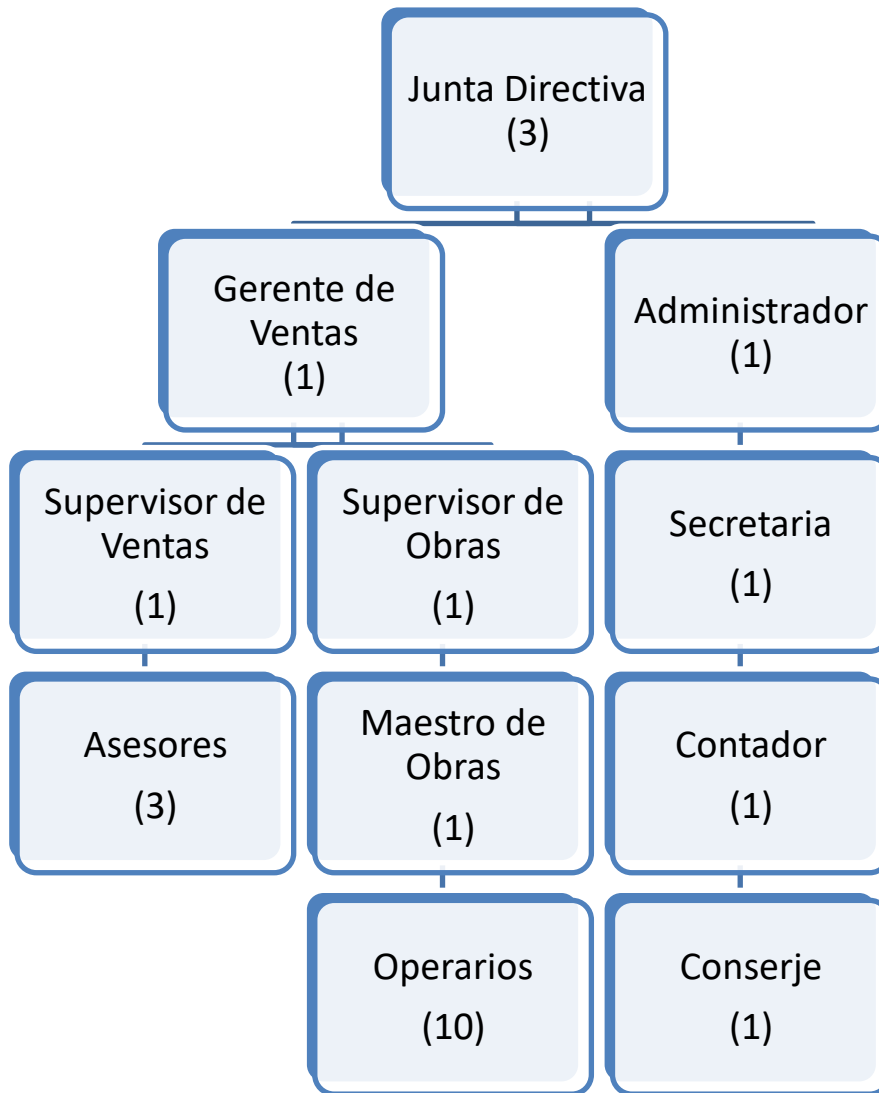 Junta Directiva
(3)
Gerente de
Ventas
(1)
Administrador
(1)
Supervisor de
Ventas
(1)
Supervisor de
Obras
(1)
Secretaria
(1)
Asesores
(3)
Maestro de
Obras
(1)
Contador
(1)
Operarios
(10)
Conserje
(1)